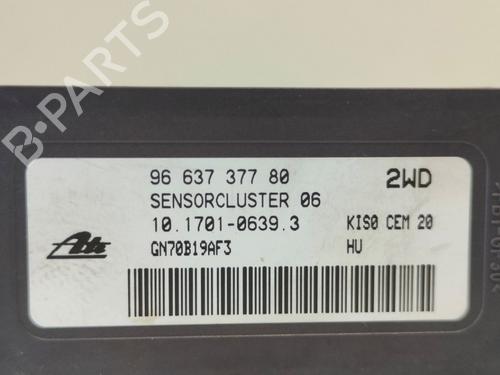 B-PARTS
96 637 377 80 2WD
SENSORCLUSTER 06
10.1701-0639.3 KIS0 CEM 20
Ate GN70B19AF3 HU